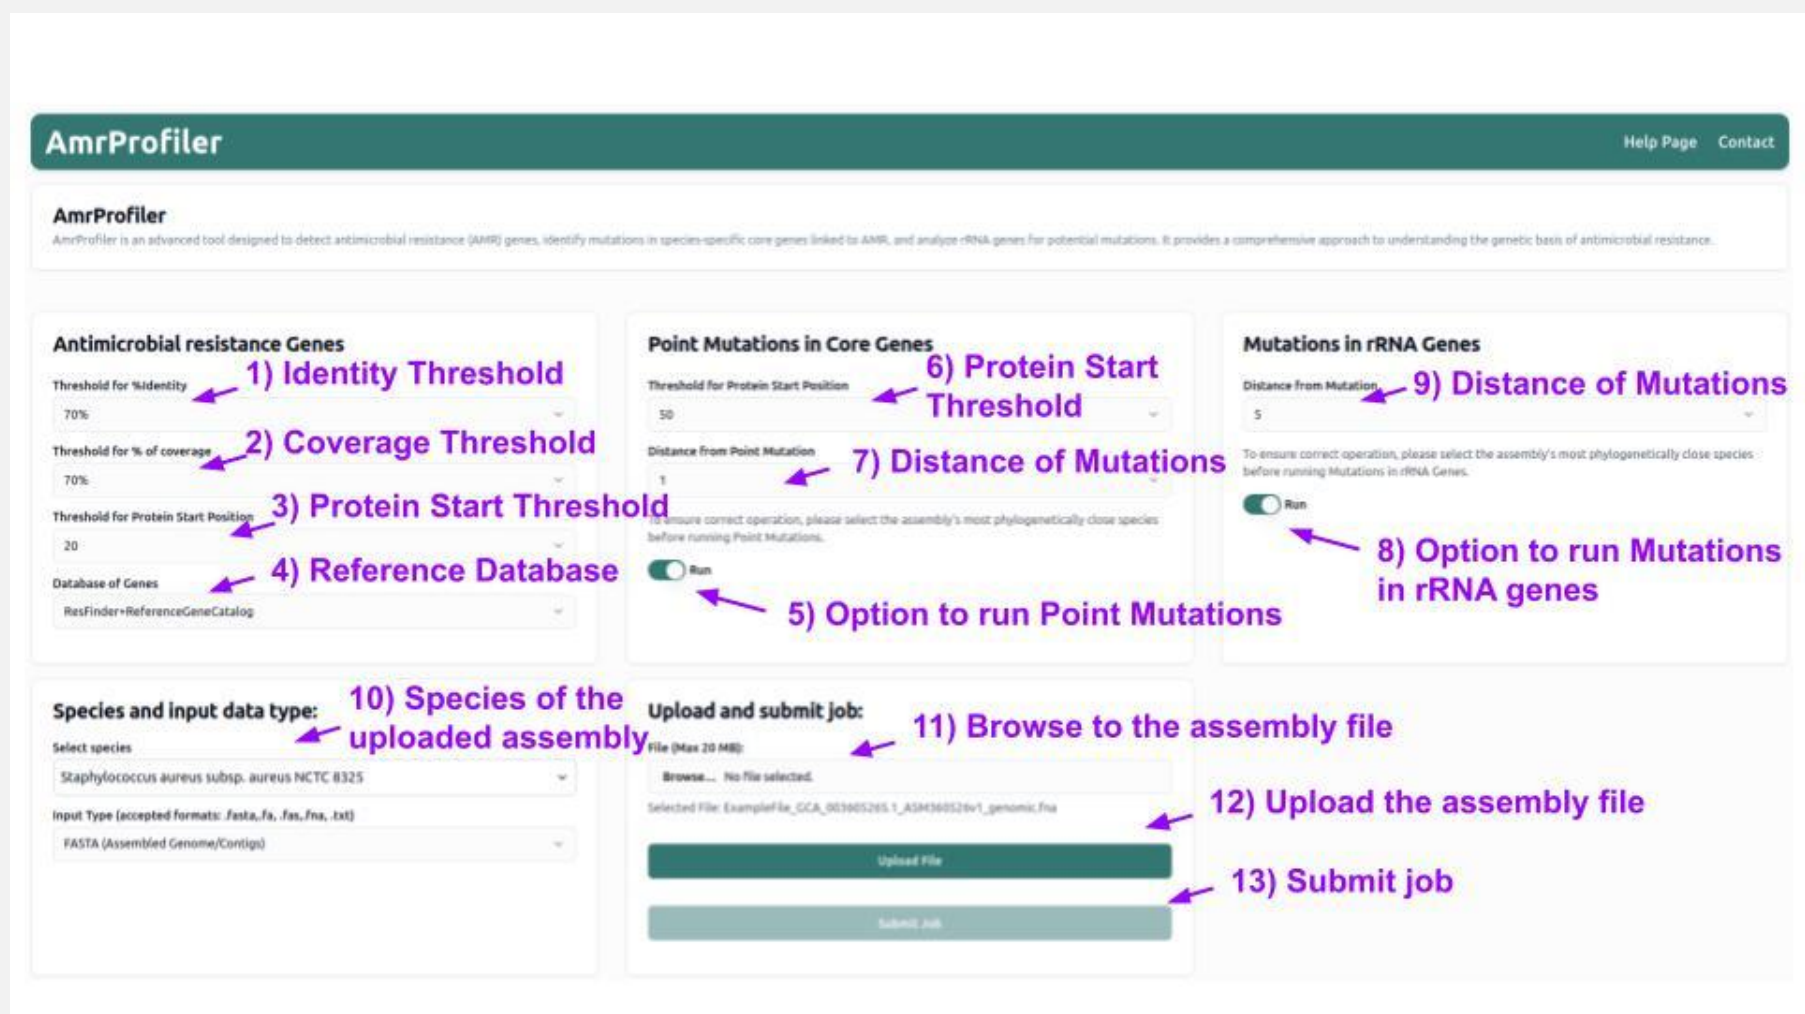 AmrProfiler
Help Page Contact
AmrProfiler
AmrProfiler is an advanced tool designed to detect antimicrobial resistance (AMR) genes, identify mutations in species-specific core genes linked to AMR, and analyze rRNA genes for potential mutations. It provides a comprehensive approach to understanding the genetic basis of antimicrobial resistance.
Antimicrobial resistance Genes
1) Identity Threshold
Threshold for %Identity
70%
2) Coverage Threshold
Threshold for % of coverage
70%
3) Protein Start Threshold
Threshold for Protein Start Position
20
4) Reference Database
Database of Genes
ResFinder+ReferenceGeneCatalog
Point Mutations in Core Genes
6) Protein Start
Threshold
Threshold for Protein Start Position
50
Distance from Point Mutation
7) Distance of Mutations
1
To ensure correct operation, please select the assembly's most phylogenetically close species
before running Point Mutations.
Run
5) Option to run Point Mutations
Mutations in rRNA Genes
Distance from Mutation
9) Distance of Mutations
5
To ensure correct operation, please select the assembly's most phylogenetically close species
before running Mutations in rRNA Genes.
Run
8) Option to run Mutations
in rRNA genes
Species and input data type:
10) Species of the
uploaded assembly
Select species
Staphylococcus aureus subsp. aureus NCTC 8325
Input Type (accepted formats: .fasta,.fa, .fas,.fna, .txt)
FASTA (Assembled Genome/Contigs)
Upload and submit job:
11) Browse to the assembly file
File (Max 20 MB):
Browse... No file selected.
Selected File: ExampleFile_GCA_003605265.1_ASM360526v1_genomic.fna
12) Upload the assembly file
Upload File
13) Submit job
Submit Job